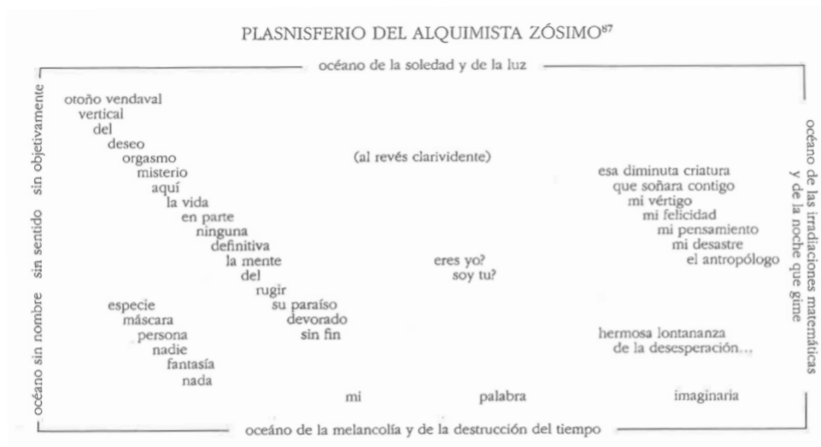 PLASNISFERIO DEL ALQUIMISTA ZÓSIMO⁸⁷
océano de la soledad y de la luz
océano sin nombre sin sentido sin objetivamente
otoño vendaval
vertical
del
deseo
orgasmo
misterio
aquí
la vida
en parte
ninguna
definitiva
la mente
del
rugir
su paraíso
devorado
sin fin
especie
máscara
persona
nadie
fantasía
nada
(al revés clarividente)
eres yo?
soy tu?
esa diminuta criatura
que soñara contigo
mi vértigo
mi felicidad
mi pensamiento
mi desastre
el antropólogo
hermosa lontananza
de la desesperación...
mi palabra imaginaria
océano de las irradiaciones matemáticas
y de la noche que gime
oceáno de la melancolía y de la destrucción del tiempo